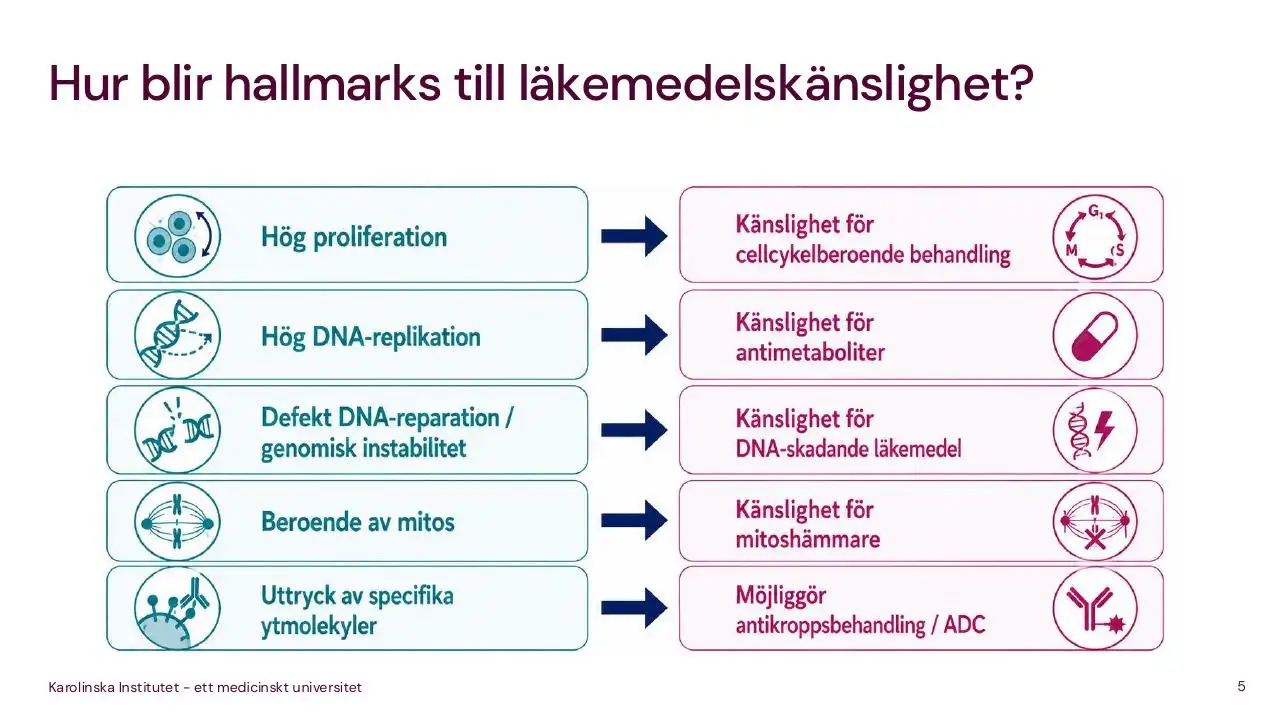 Hur blir hallmarks till läkemedelskänslighet?
Hög proliferation
Känslighet för
cellcykelberoende behandling
G1
M
S
Hög DNA-replikation
Känslighet för
antimetaboliter
Defekt DNA-reparation /
genomisk instabilitet
Känslighet för
DNA-skadande läkemedel
Beroende av mitos
Känslighet för
mitoshämmare
Uttryck av specifika
ytmolekyler
Möjliggör
antikroppsbehandling / ADC
Karolinska Institutet - ett medicinskt universitet
5